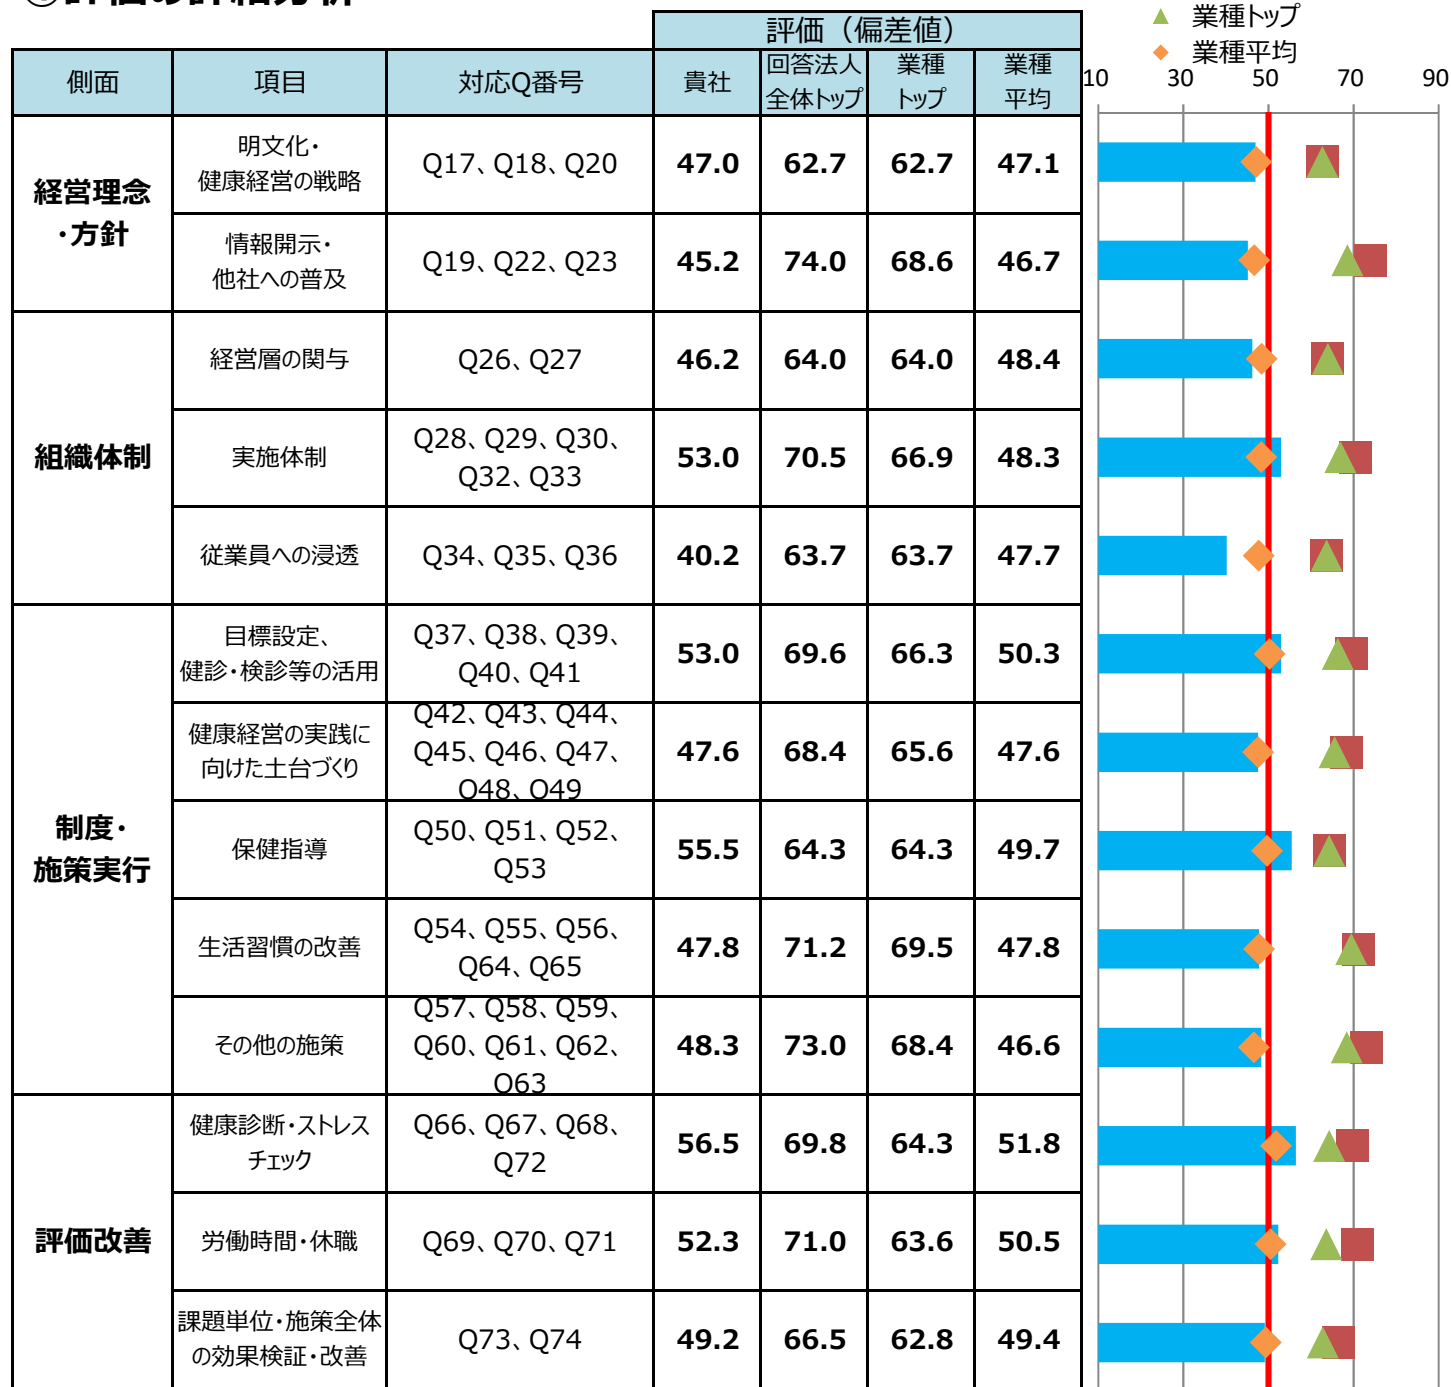 業種トップ
評価（偏差値）
業種平均
側面 項目 対応Q番号 貴社 回答法人 業種 業種
全体トップ トップ 平均
10 30 50 70 90
経営理念
・方針
明文化・
健康経営の戦略
Q17、Q18、Q20 47.0 62.7 62.7 47.1
情報開示・
他社への普及
Q19、Q22、Q23 45.2 74.0 68.6 46.7
組織体制
経営層の関与 Q26、Q27 46.2 64.0 64.0 48.4
実施体制
Q28、Q29、Q30、
Q32、Q33
53.0 70.5 66.9 48.3
従業員への浸透 Q34、Q35、Q36 40.2 63.7 63.7 47.7
制度・
施策実行
目標設定、
健診・検診等の活用
Q37、Q38、Q39、
Q40、Q41
53.0 69.6 66.3 50.3
健康経営の実践に
向けた土台づくり
Q42、Q43、Q44、
Q45、Q46、Q47、
Q48、Q49
47.6 68.4 65.6 47.6
保健指導
Q50、Q51、Q52、
Q53
55.5 64.3 64.3 49.7
生活習慣の改善
Q54、Q55、Q56、
Q64、Q65
47.8 71.2 69.5 47.8
その他の施策
Q57、Q58、Q59、
Q60、Q61、Q62、
Q63
48.3 73.0 68.4 46.6
評価改善
健康診断・ストレス
チェック
Q66、Q67、Q68、
Q72
56.5 69.8 64.3 51.8
労働時間・休職 Q69、Q70、Q71 52.3 71.0 63.6 50.5
課題単位・施策全体
の効果検証・改善
Q73、Q74 49.2 66.5 62.8 49.4